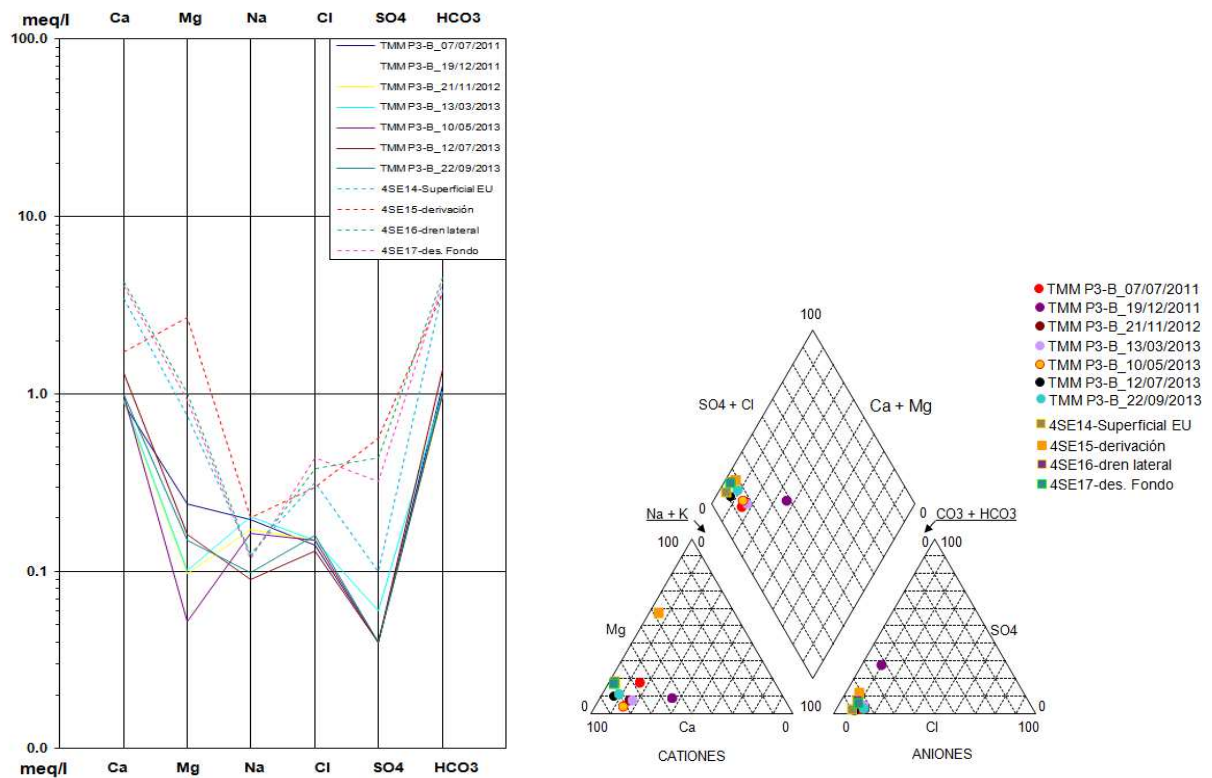 meq/l Ca Mg Na Cl SO4 HCO3
100.0
10.0
1.0
0.1
0.0
meq/l Ca Mg Na Cl SO4 HCO3
TMM P3-B_07/07/2011
TMM P3-B_19/12/2011
TMM P3-B_21/11/2012
TMM P3-B_13/03/2013
TMM P3-B_10/05/2013
TMM P3-B_12/07/2013
TMM P3-B_22/09/2013
4SE14-Superficial EU
4SE15-derivación
4SE16-dren lateral
4SE17-des. Fondo
TMM P3-B_07/07/2011
TMM P3-B_19/12/2011
TMM P3-B_21/11/2012
TMM P3-B_13/03/2013
TMM P3-B_10/05/2013
TMM P3-B_12/07/2013
TMM P3-B_22/09/2013
4SE14-Superficial EU
4SE15-derivación
4SE16-dren lateral
4SE17-des. Fondo
100
SO4 + Cl Ca + Mg
0 0
Na + K CO3 + HCO3
100 0 0 100
Mg SO4
0 100 0 0
100 Ca 0 0 Cl 100
CATIONES ANIONES